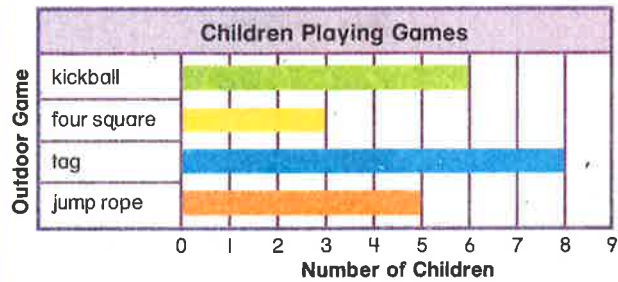 Children Playing Games
Outdoor Game
kickball
four square
tag
jump rope
0 1 2 3 4 5 6 7 8 9
Number of Children